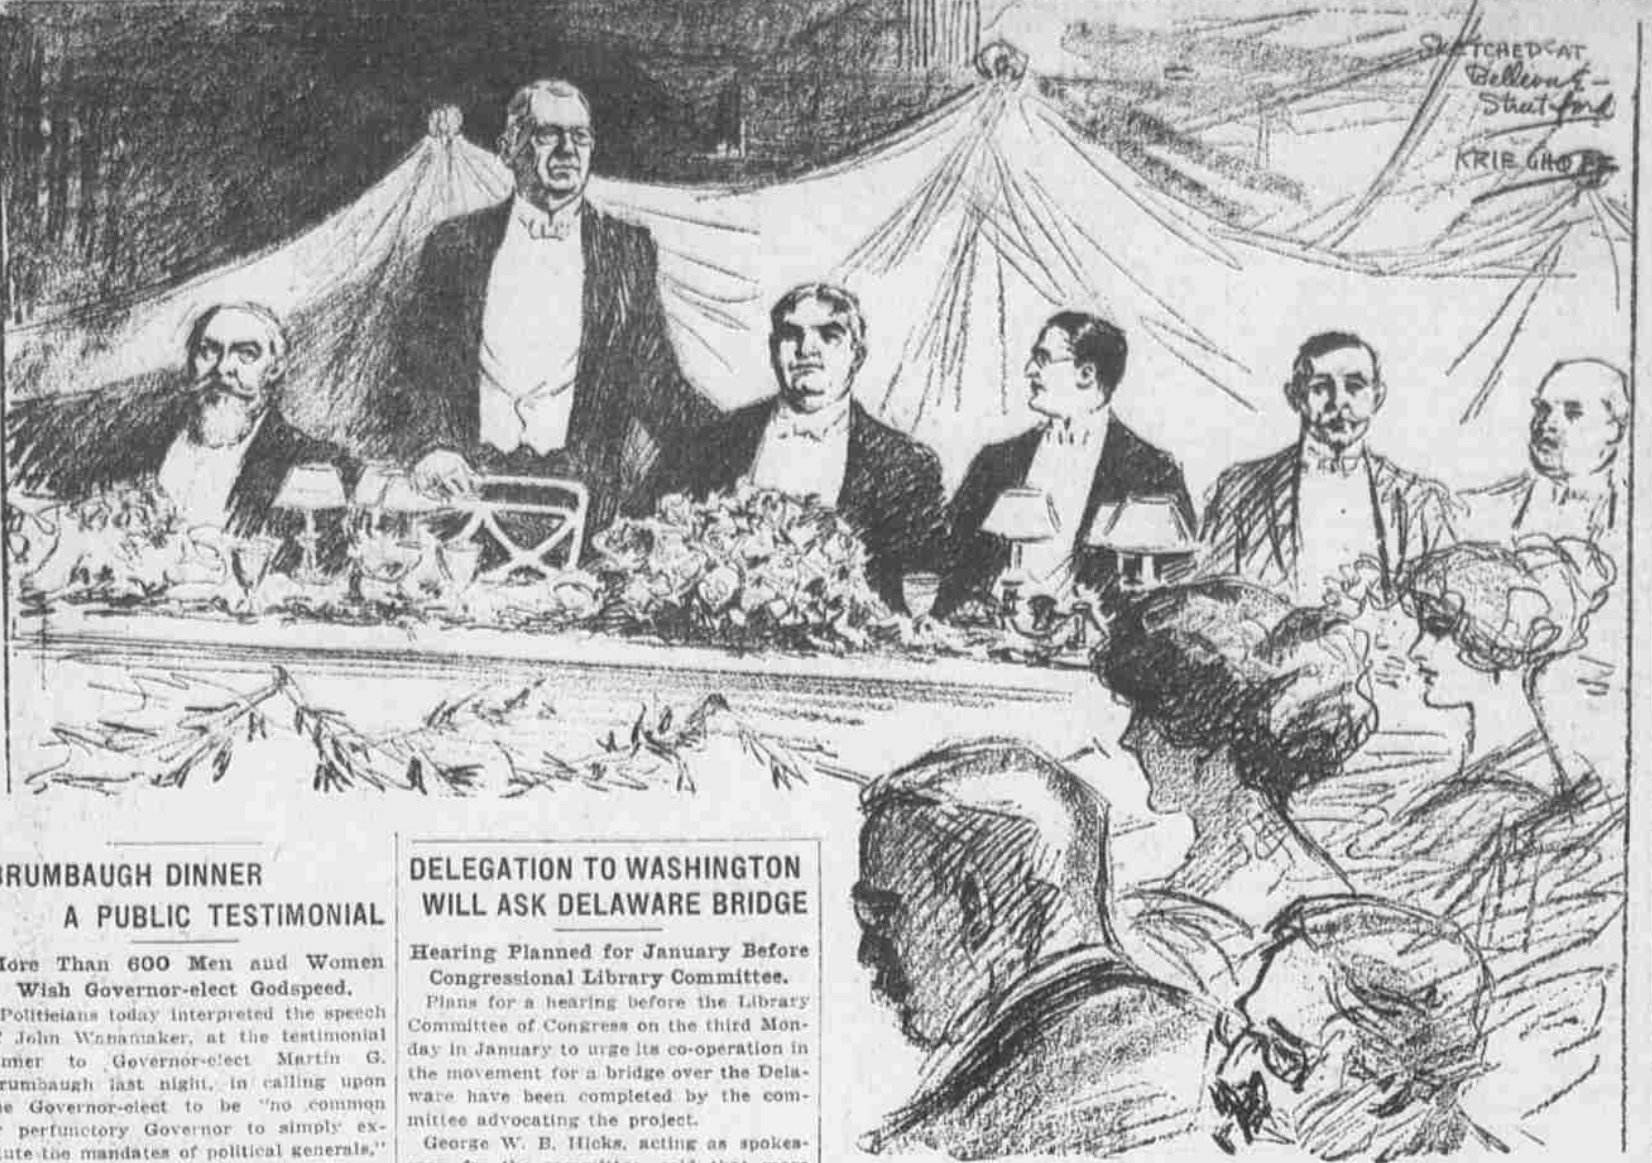 SKETCHED AT
Bellevue-
Stratford
KRIEGHOFF
BRUMBAUGH DINNER
A PUBLIC TESTIMONIAL
More Than 600 Men and Women
Wish Governor-elect Godspeed.
Politicians today interpreted the speech
John Wanamaker, at the testimonial
to Governor-elect Martin G.
rumbaugh last night, in calling upon
Governor-elect to be "no common
perfunctory Governor to simply ex-
ute the mandates of political generals,"
DELEGATION TO WASHINGTON
WILL ASK DELAWARE BRIDGE
Hearing Planned for January Before
Congressional Library Committee.
Plans for a hearing before the Library
Committee of Congress on the third Mon-
day in January to urge its co-operation in
the movement for a bridge over the Dela-
ware have been completed by the com-
mittee advocating the project.
George W. B. Hicks, acting as spokes-